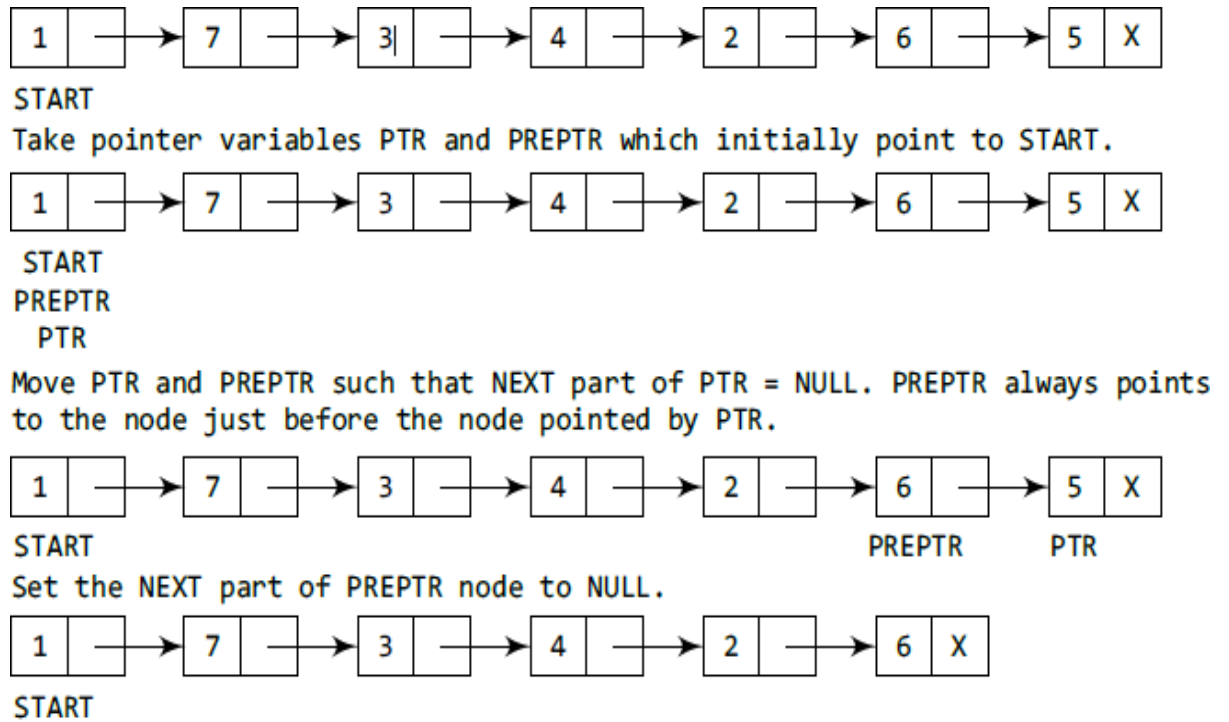 1 7 3 4 2 6 5 X
START
Take pointer variables PTR and PREPTR which initially point to START.
1 7 3 4 2 6 5 X
START
PREPTR
PTR
Move PTR and PREPTR such that NEXT part of PTR = NULL. PREPTR always points
to the node just before the node pointed by PTR.
1 7 3 4 2 6 5 X
START PREPTR PTR
Set the NEXT part of PREPTR node to NULL.
1 7 3 4 2 6 X
START